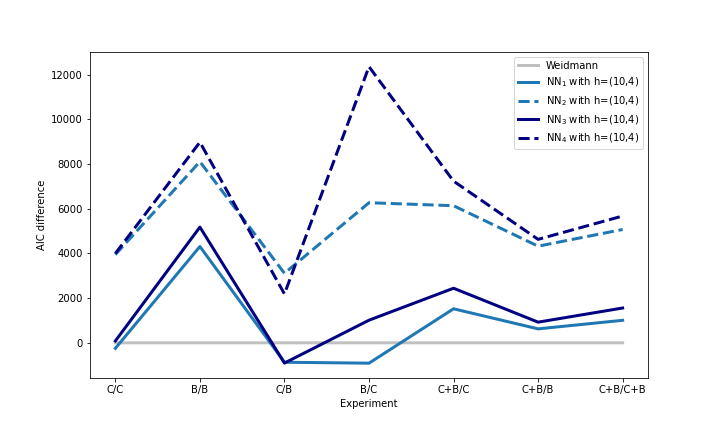 12000
10000
8000
6000
4000
2000
0
AIC difference
Weidmann
NN₁ with h=(10,4)
NN₂ with h=(10,4)
NN₃ with h=(10,4)
NN₄ with h=(10,4)
C/C B/B C/B B/C C+B/C C+B/B C+B/C+B
Experiment